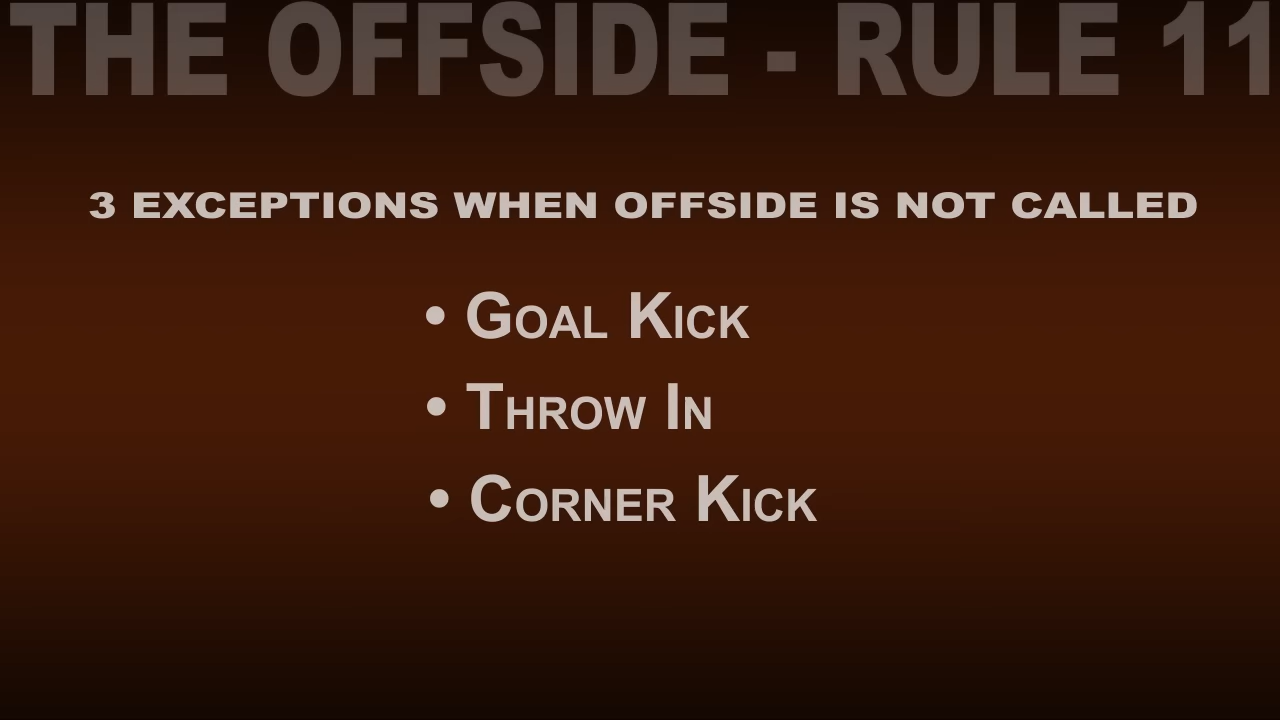 THE OFFSIDE - RULE 11
3 EXCEPTIONS WHEN OFFSIDE IS NOT CALLED
• Goal Kick
• Throw In
• Corner Kick